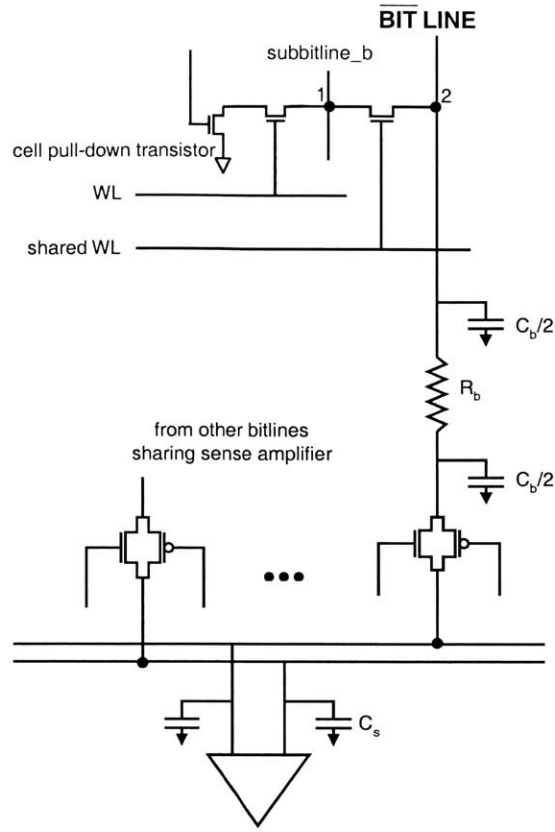 BIT LINE
subbitline_b
1
2
cell pull-down transistor
WL
shared WL
C_b/2
R_b
from other bitlines
sharing sense amplifier
C_b/2
C_s